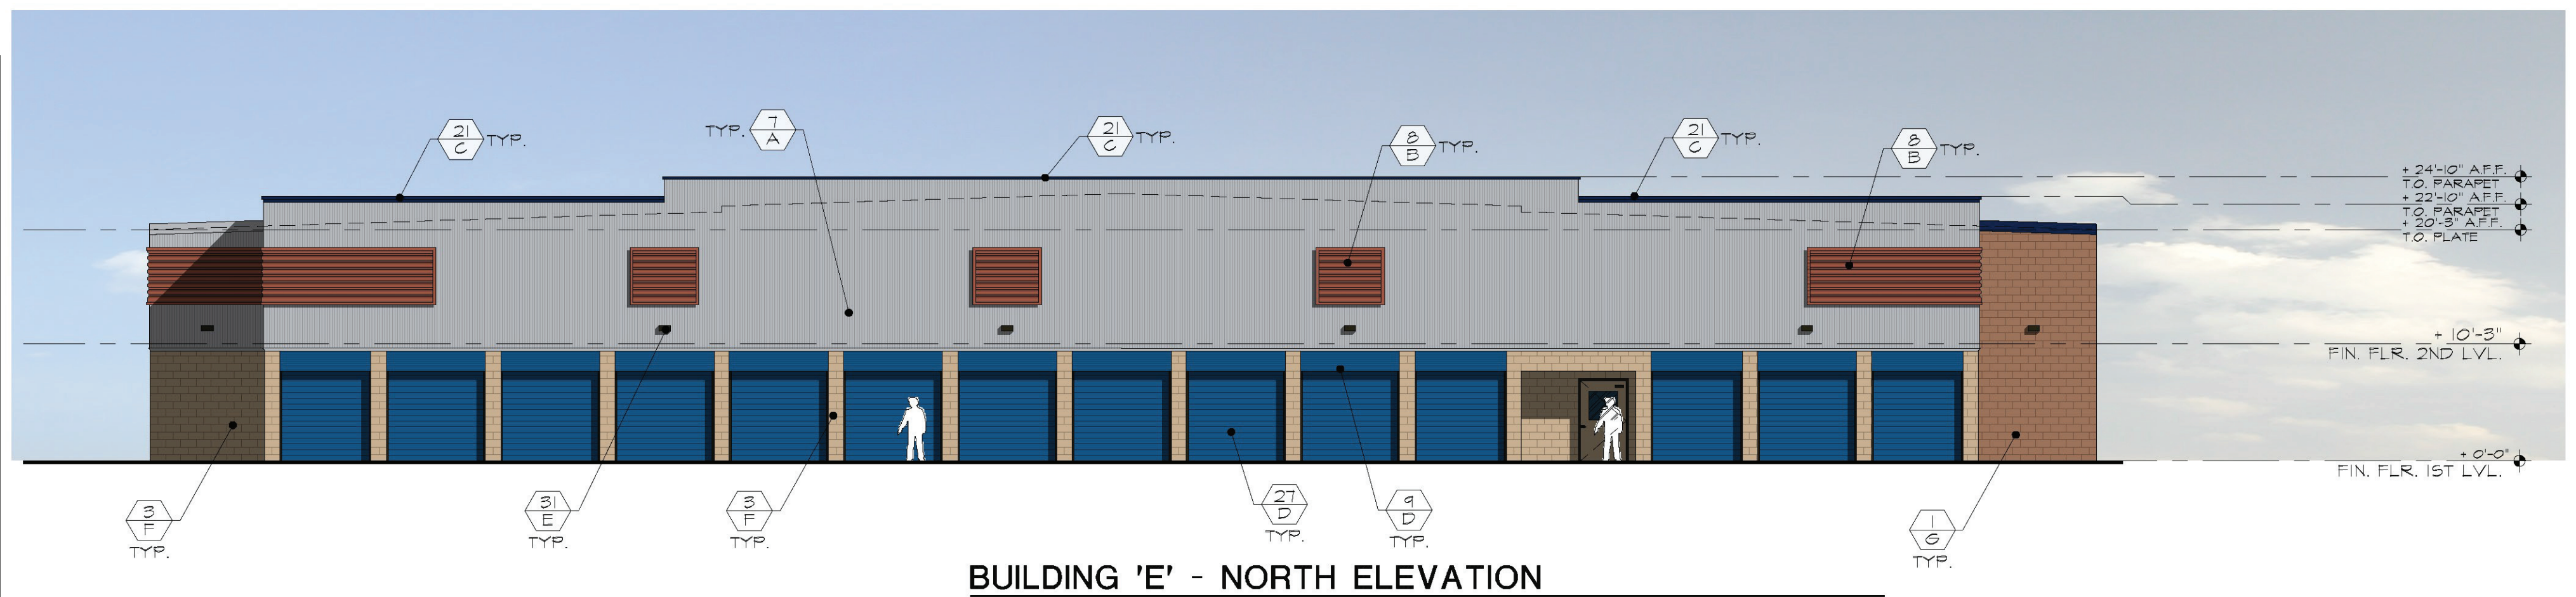 21
C
TYP.
TYP.
7
A
21
C
TYP.
8
B
TYP.
21
C
TYP.
8
B
TYP.
+ 24'-10" A.F.F.
T.O. PARAPET
+ 22'-10" A.F.F.
T.O. PARAPET
+ 20'-3" A.F.F.
T.O. PLATE
+ 10'-3"
FIN. FLR. 2ND LVL.
+ 0'-0"
FIN. FLR. 1ST LVL.
3
F
TYP.
31
E
TYP.
3
F
TYP.
27
D
TYP.
9
D
TYP.
1
G
TYP.
BUILDING 'E' - NORTH ELEVATION